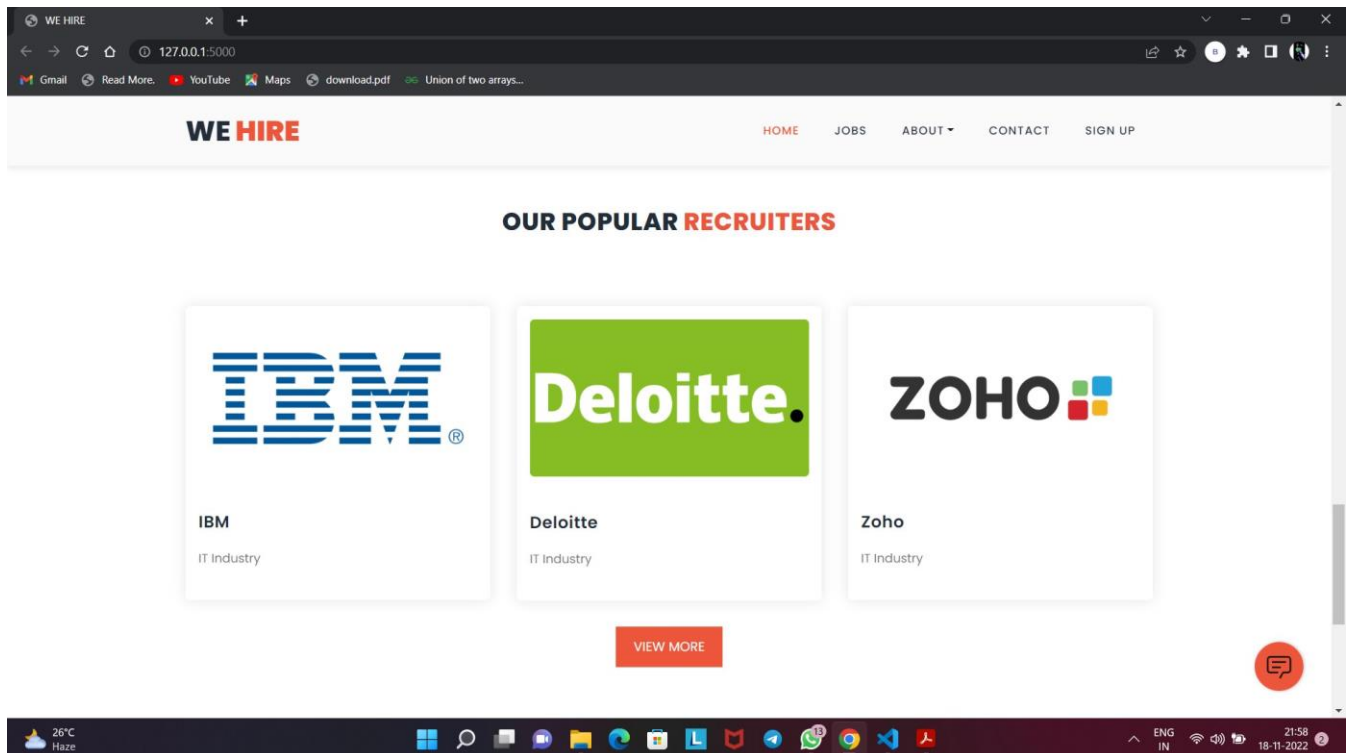 WE HIRE
127.0.0.1:5000
Gmail Read More. YouTube Maps download.pdf Union of two arrays...
WE HIRE HOME JOBS ABOUT CONTACT SIGN UP
OUR POPULAR RECRUITERS
IBM ®
Deloitte.
ZOHO
IBM
IT Industry
Deloitte
IT Industry
Zoho
IT Industry
VIEW MORE
26°C
Haze
L
13
ENG
IN
21:58
18-11-2022
2